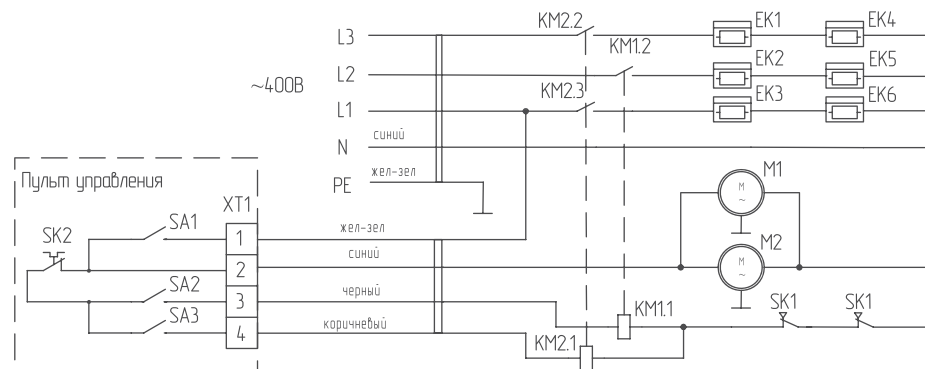 KM2.2
EK1
EK4
L3
KM1.2
EK2
EK5
L2
~400В
KM2.3
EK3
EK6
L1
синий
N
жел-зел
PE
Пульт управления
M1
M
~
XT1
SA1
1
жел-зел
SK2
M2
M
~
2
синий
SA2
3
черный
SK1
SK1
KM1.1
SA3
4
коричневый
KM2.1